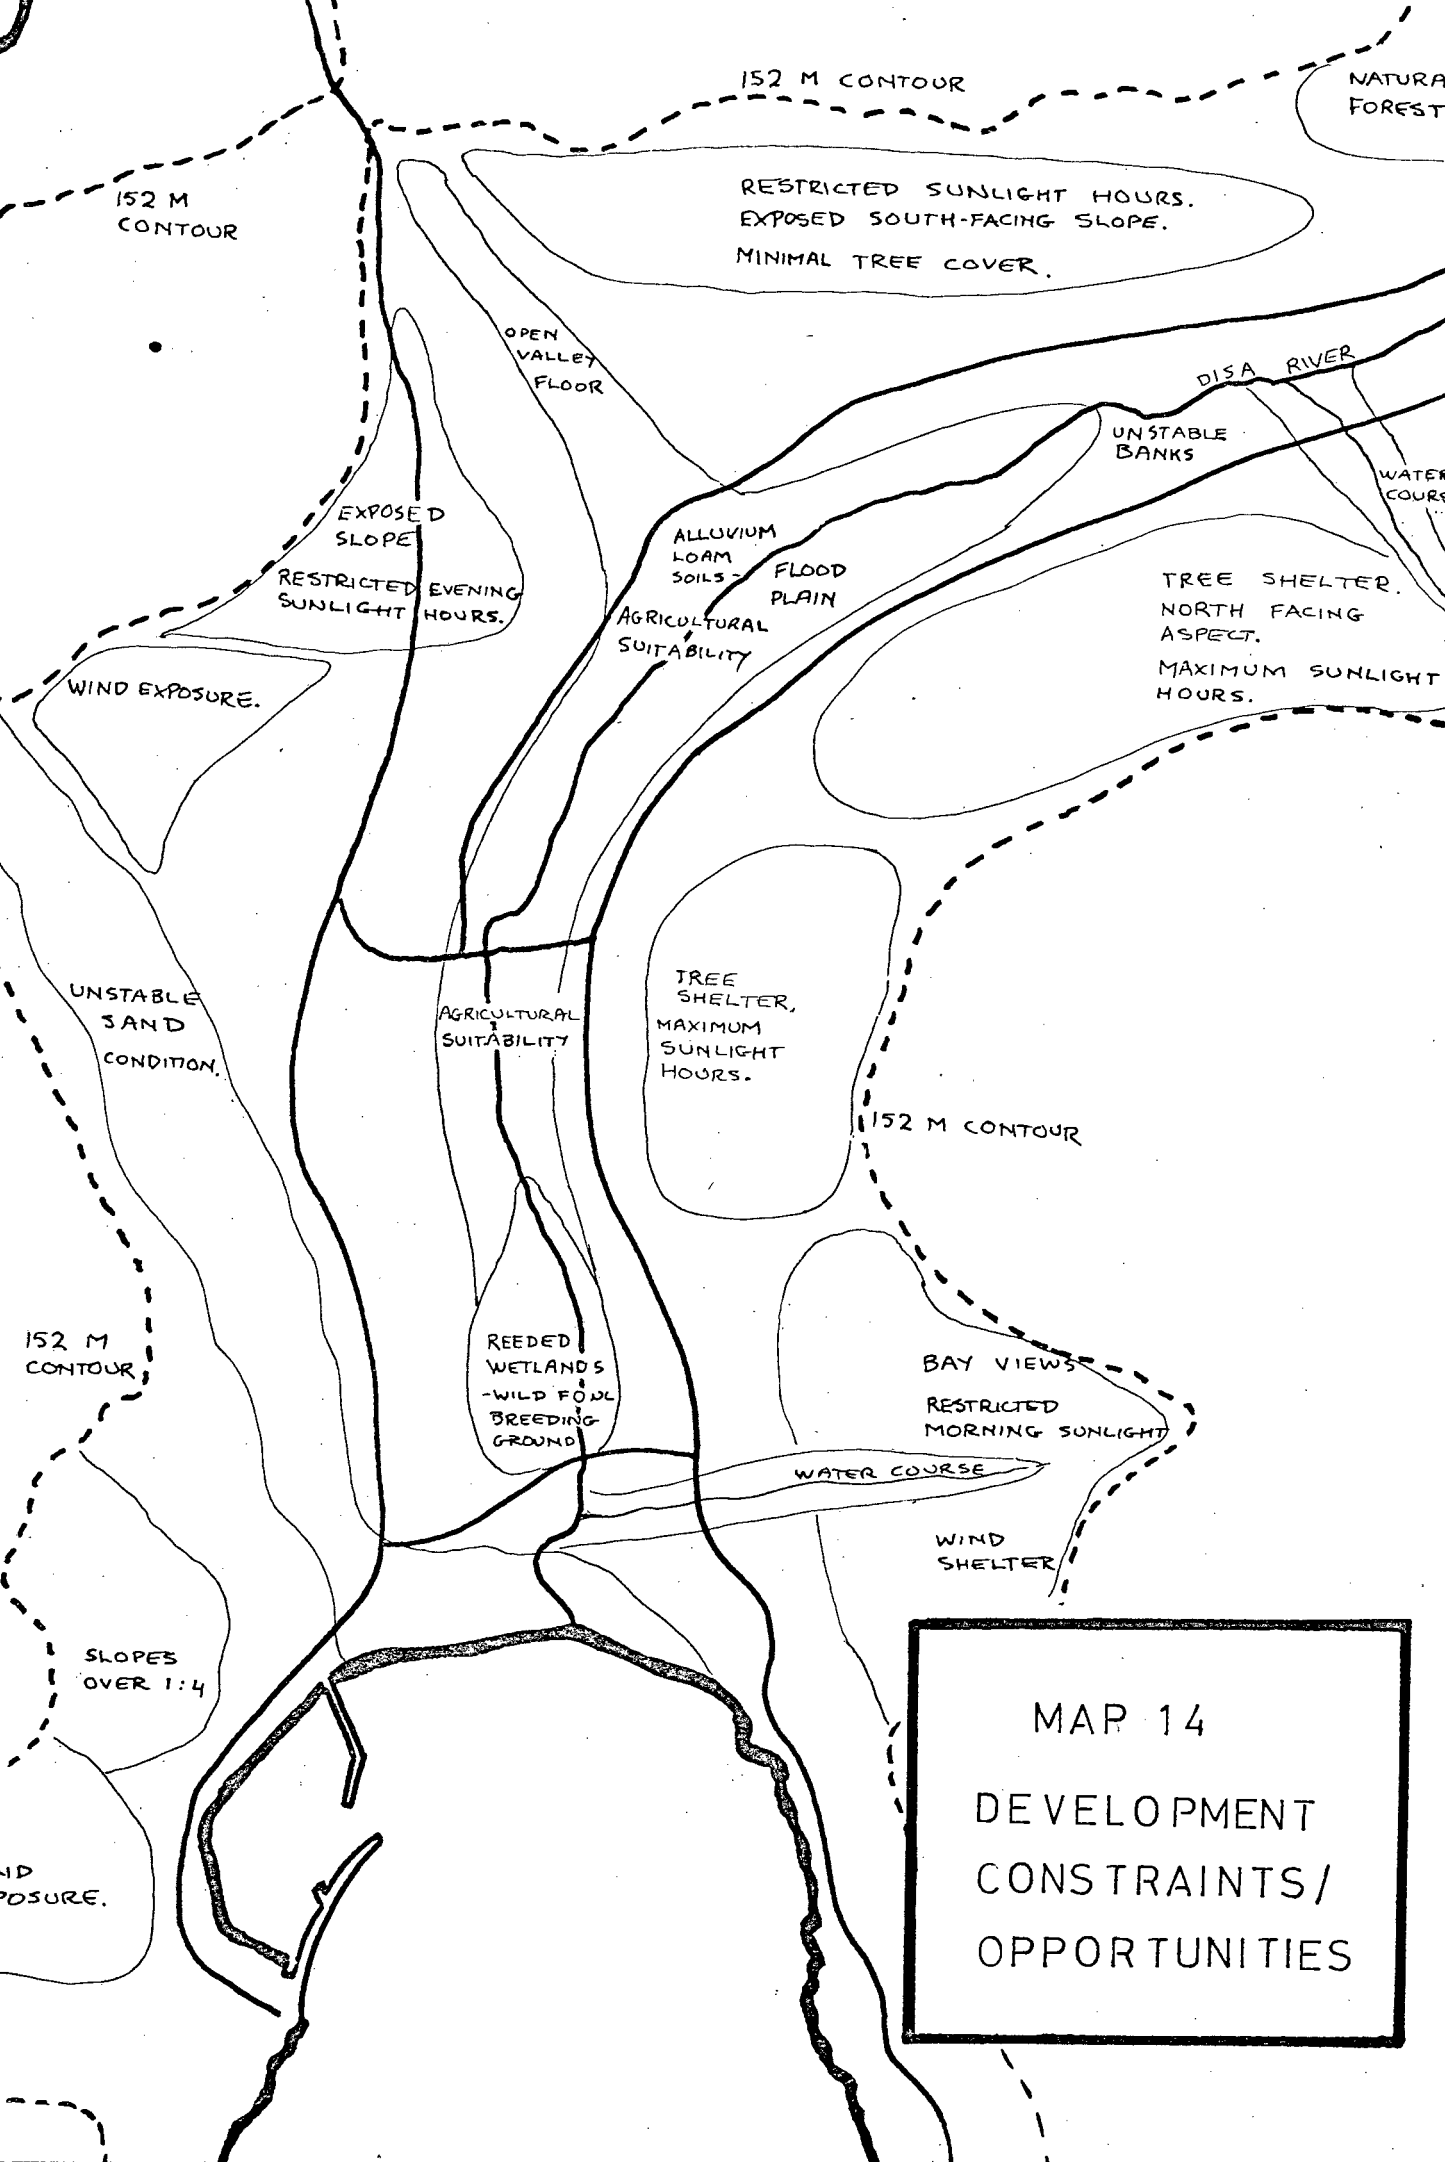 152 M CONTOUR
NATURA
FOREST
152 M
CONTOUR
RESTRICTED SUNLIGHT HOURS.
EXPOSED SOUTH-FACING SLOPE.
MINIMAL TREE COVER.
OPEN
VALLEY
FLOOR
DISA RIVER
UNSTABLE
BANKS
WATER
COURS
EXPOSED
SLOPE
RESTRICTED EVENING
SUNLIGHT HOURS.
ALLUVIUM
LOAM
SOILS-
FLOOD
PLAIN
AGRICULTURAL
SUITABILITY
TREE SHELTER.
NORTH FACING
ASPECT.
MAXIMUM SUNLIGHT
HOURS.
WIND EXPOSURE.
UNSTABLE
SAND
CONDITION.
AGRICULTURAL
SUITABILITY
TREE
SHELTER,
MAXIMUM
SUNLIGHT
HOURS.
152 M CONTOUR
152 M
CONTOUR
REEDED
WETLANDS
-WILD FOWL
BREEDING
GROUND
BAY VIEWS
RESTRICTED
MORNING SUNLIGHT
WATER COURSE
WIND
SHELTER
SLOPES
OVER 1:4
ID
POSURE.
MAP 14
DEVELOPMENT
CONSTRAINTS/
OPPORTUNITIES